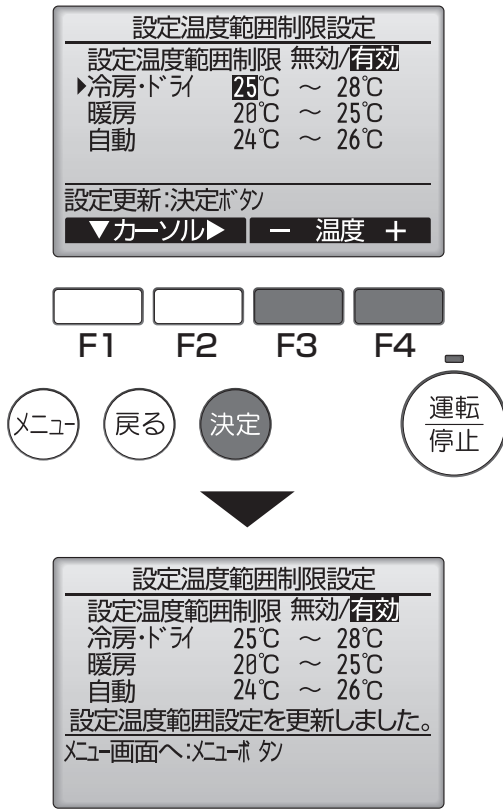 設定温度範囲制限設定
設定温度範囲制限 無効/有効
▶冷房・ドライ 25℃ ～ 28℃
暖房 20℃ ～ 25℃
自動 24℃ ～ 26℃
設定更新:決定ボタン
▼カーソル▶ － 温度 ＋
F1 F2 F3 F4
メニュー 戻る 決定 運転
停止
設定温度範囲制限設定
設定温度範囲制限 無効/有効
冷房・ドライ 25℃ ～ 28℃
暖房 20℃ ～ 25℃
自動 24℃ ～ 26℃
設定温度範囲設定を更新しました。
メニュー画面へ:メニューボタン